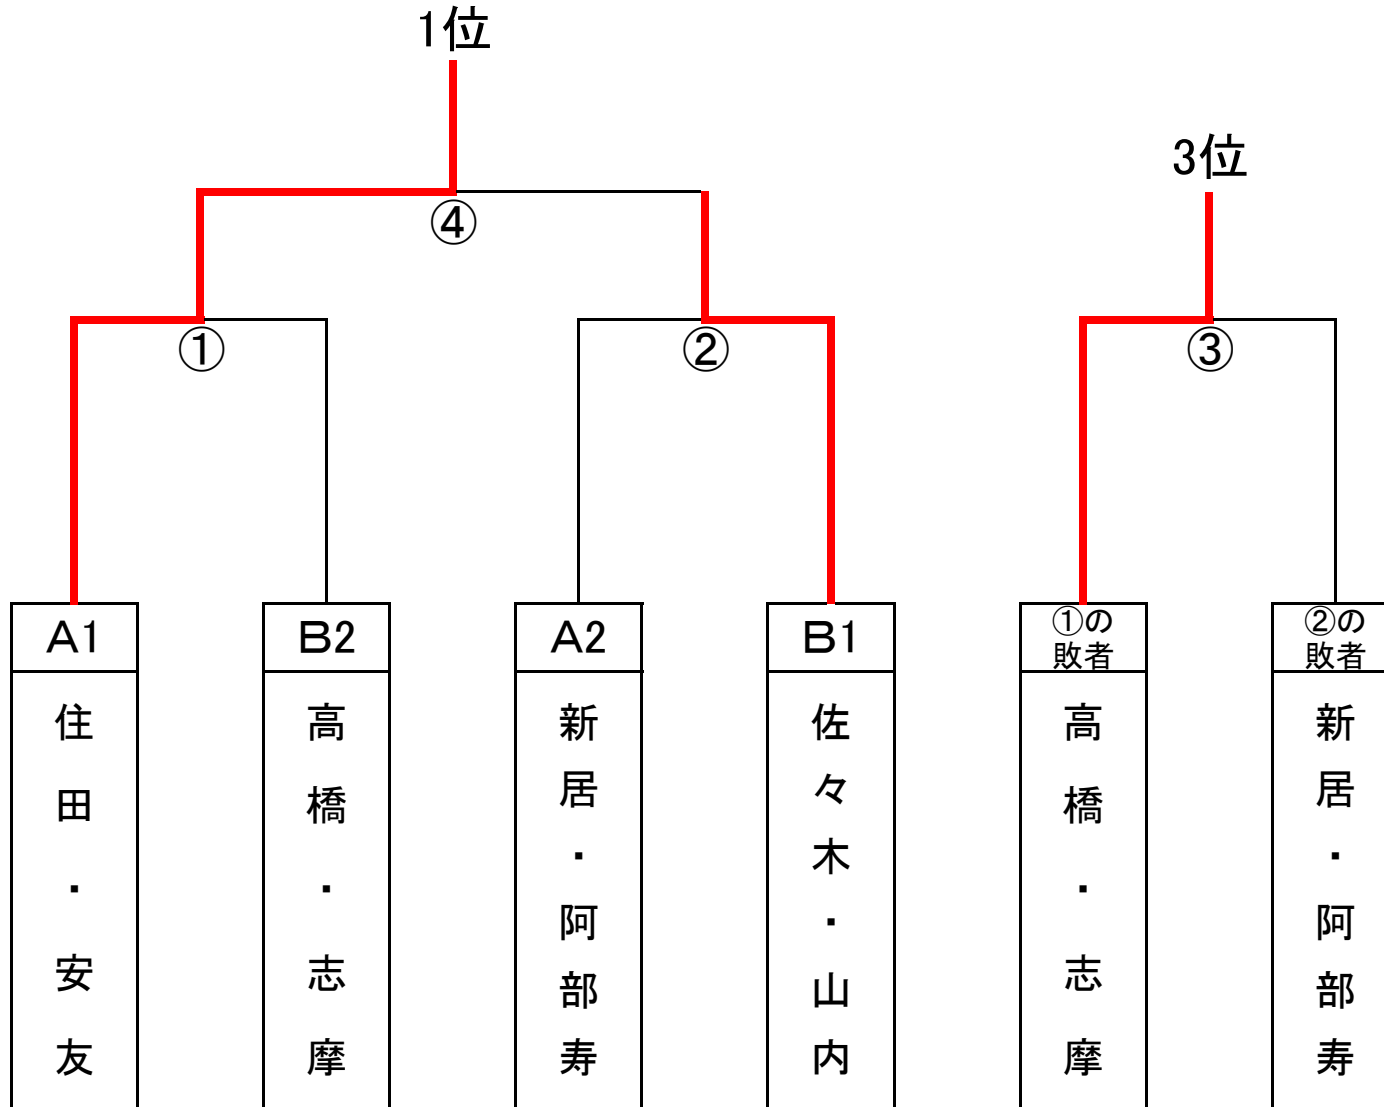 1位
3位
④
①
②
③
A1
B2
A2
B1
①の
敗者
②の
敗者
住田・安友
高橋・志摩
新居・阿部寿
佐々木・山内
高橋・志摩
新居・阿部寿